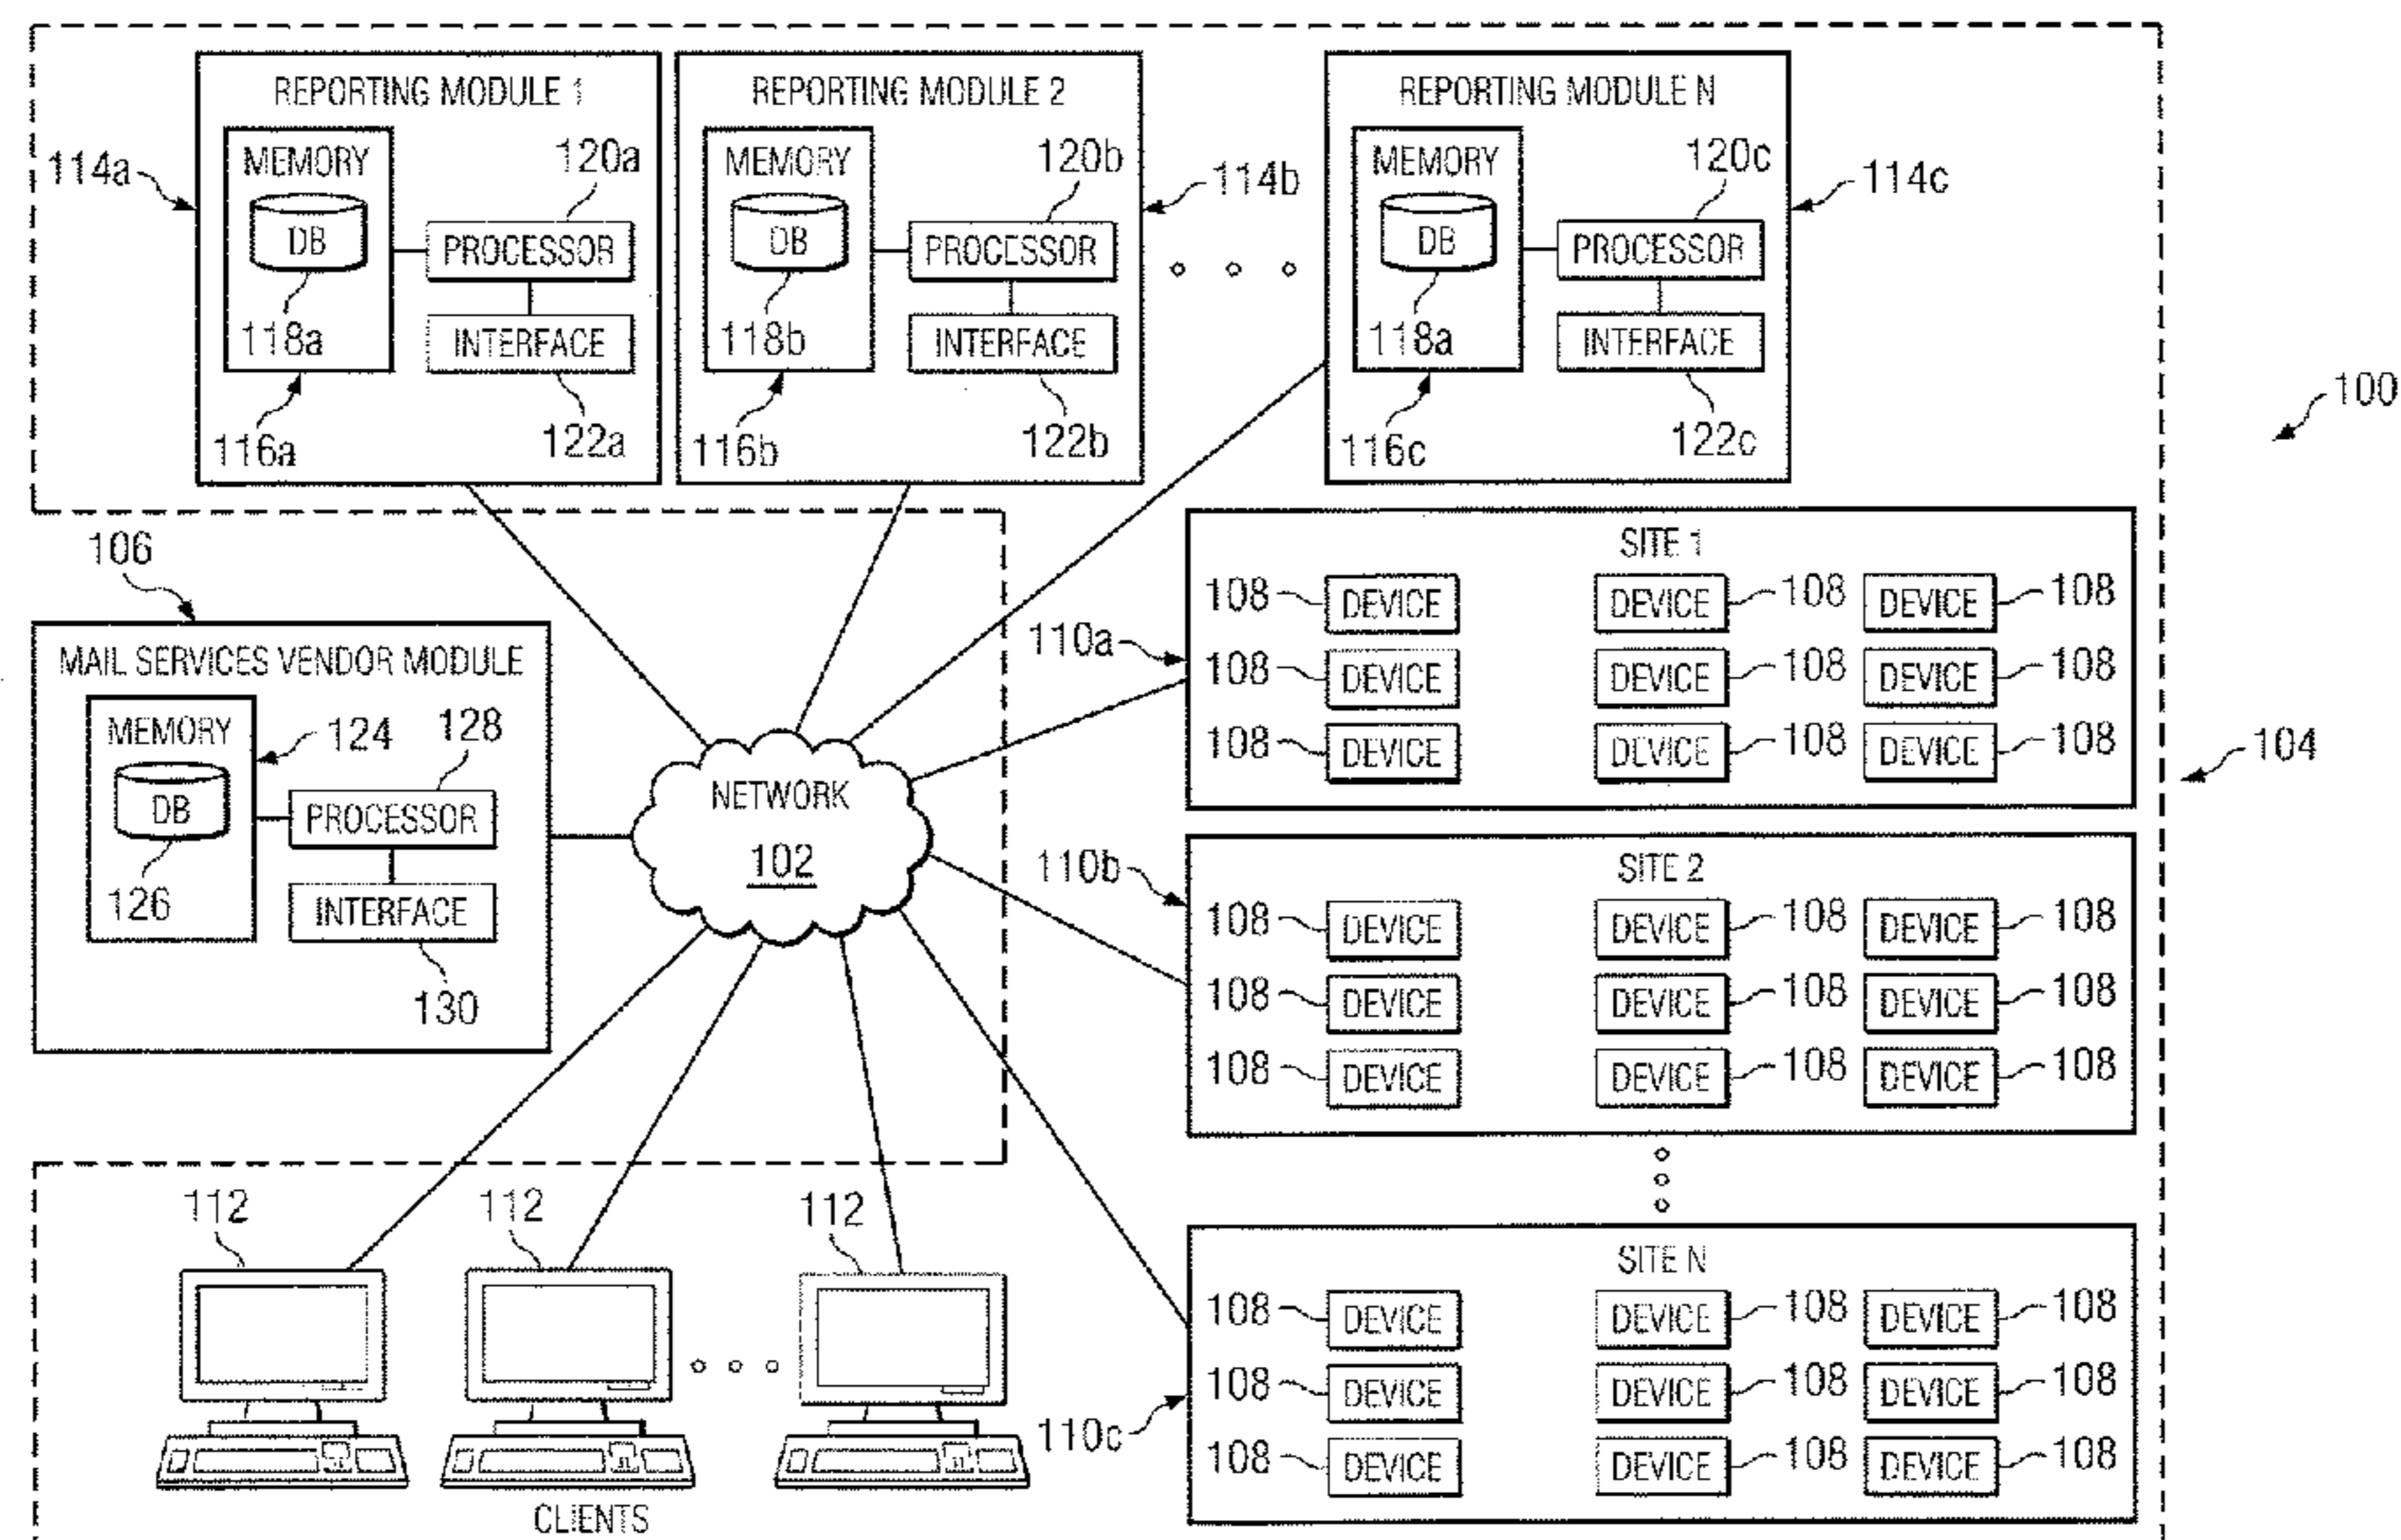 REPORTING MODULE 1
MEMORY
DB
118a
116a
120a
PROCESSOR
INTERFACE
122a
114a
REPORTING MODULE 2
MEMORY
DB
118b
116b
120b
PROCESSOR
INTERFACE
122b
114b
REPORTING MODULE N
MEMORY
DB
118a
116c
120c
PROCESSOR
INTERFACE
122c
114c
100
106
MAIL SERVICES VENDOR MODULE
MEMORY
124
DB
126
128
PROCESSOR
INTERFACE
130
NETWORK
102
110a
SITE 1
108 DEVICE DEVICE 108 DEVICE 108
108 DEVICE DEVICE 108 DEVICE 108
108 DEVICE DEVICE 108 DEVICE 108
104
110b
SITE 2
108 DEVICE DEVICE 108 DEVICE 108
108 DEVICE DEVICE 108 DEVICE 108
108 DEVICE DEVICE 108 DEVICE 108
SITE N
108 DEVICE DEVICE 108 DEVICE 108
108 DEVICE DEVICE 108 DEVICE 108
108 DEVICE DEVICE 108 DEVICE 108
110c
112 112 112
CLIENTS